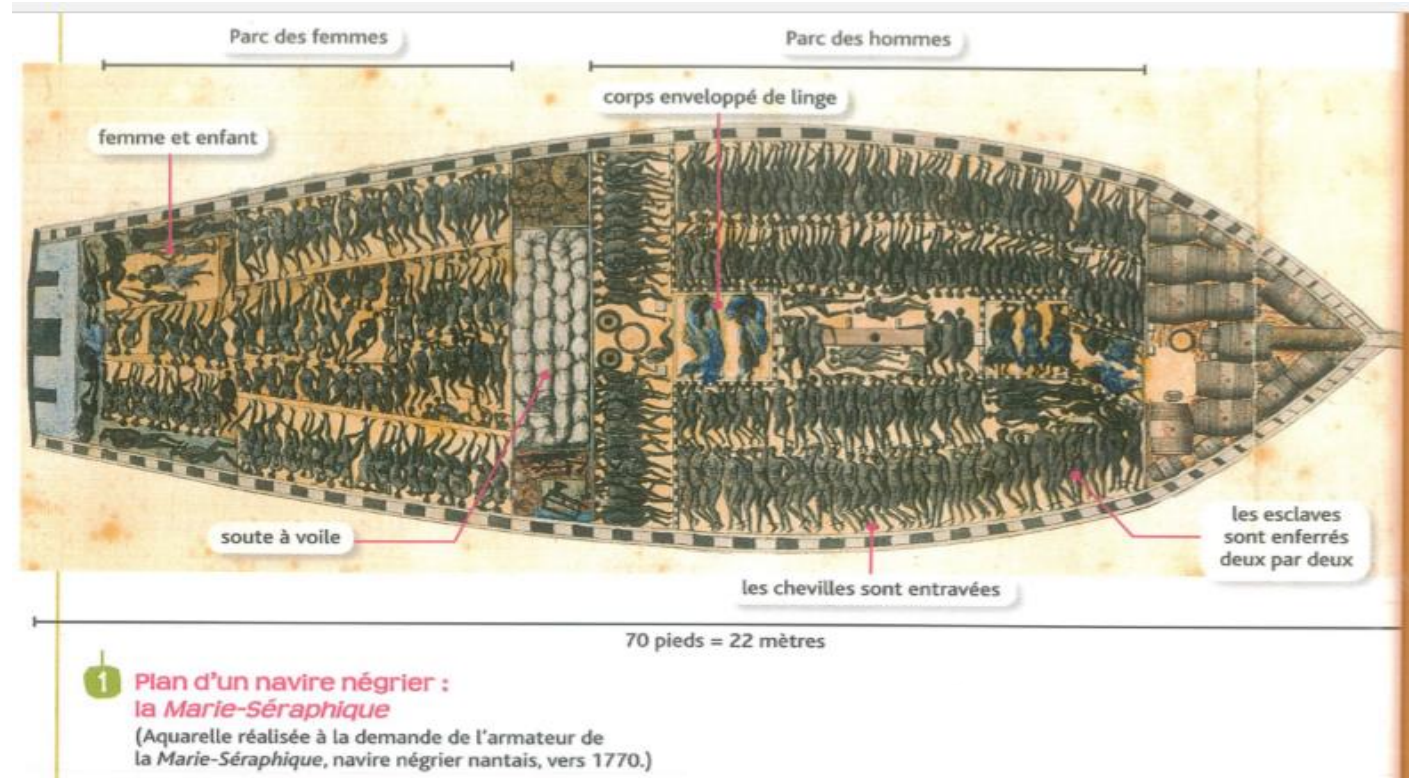 Parc des femmes
Parc des hommes
corps enveloppé de linge
femme et enfant
soute à voile
les esclaves
sont enferrés
deux par deux
les chevilles sont entravées
70 pieds = 22 mètres
1 Plan d'un navire négrier :
la Marie-Séraphique
(Aquarelle réalisée à la demande de l'armateur de
la Marie-Séraphique, navire négrier nantais, vers 1770.)